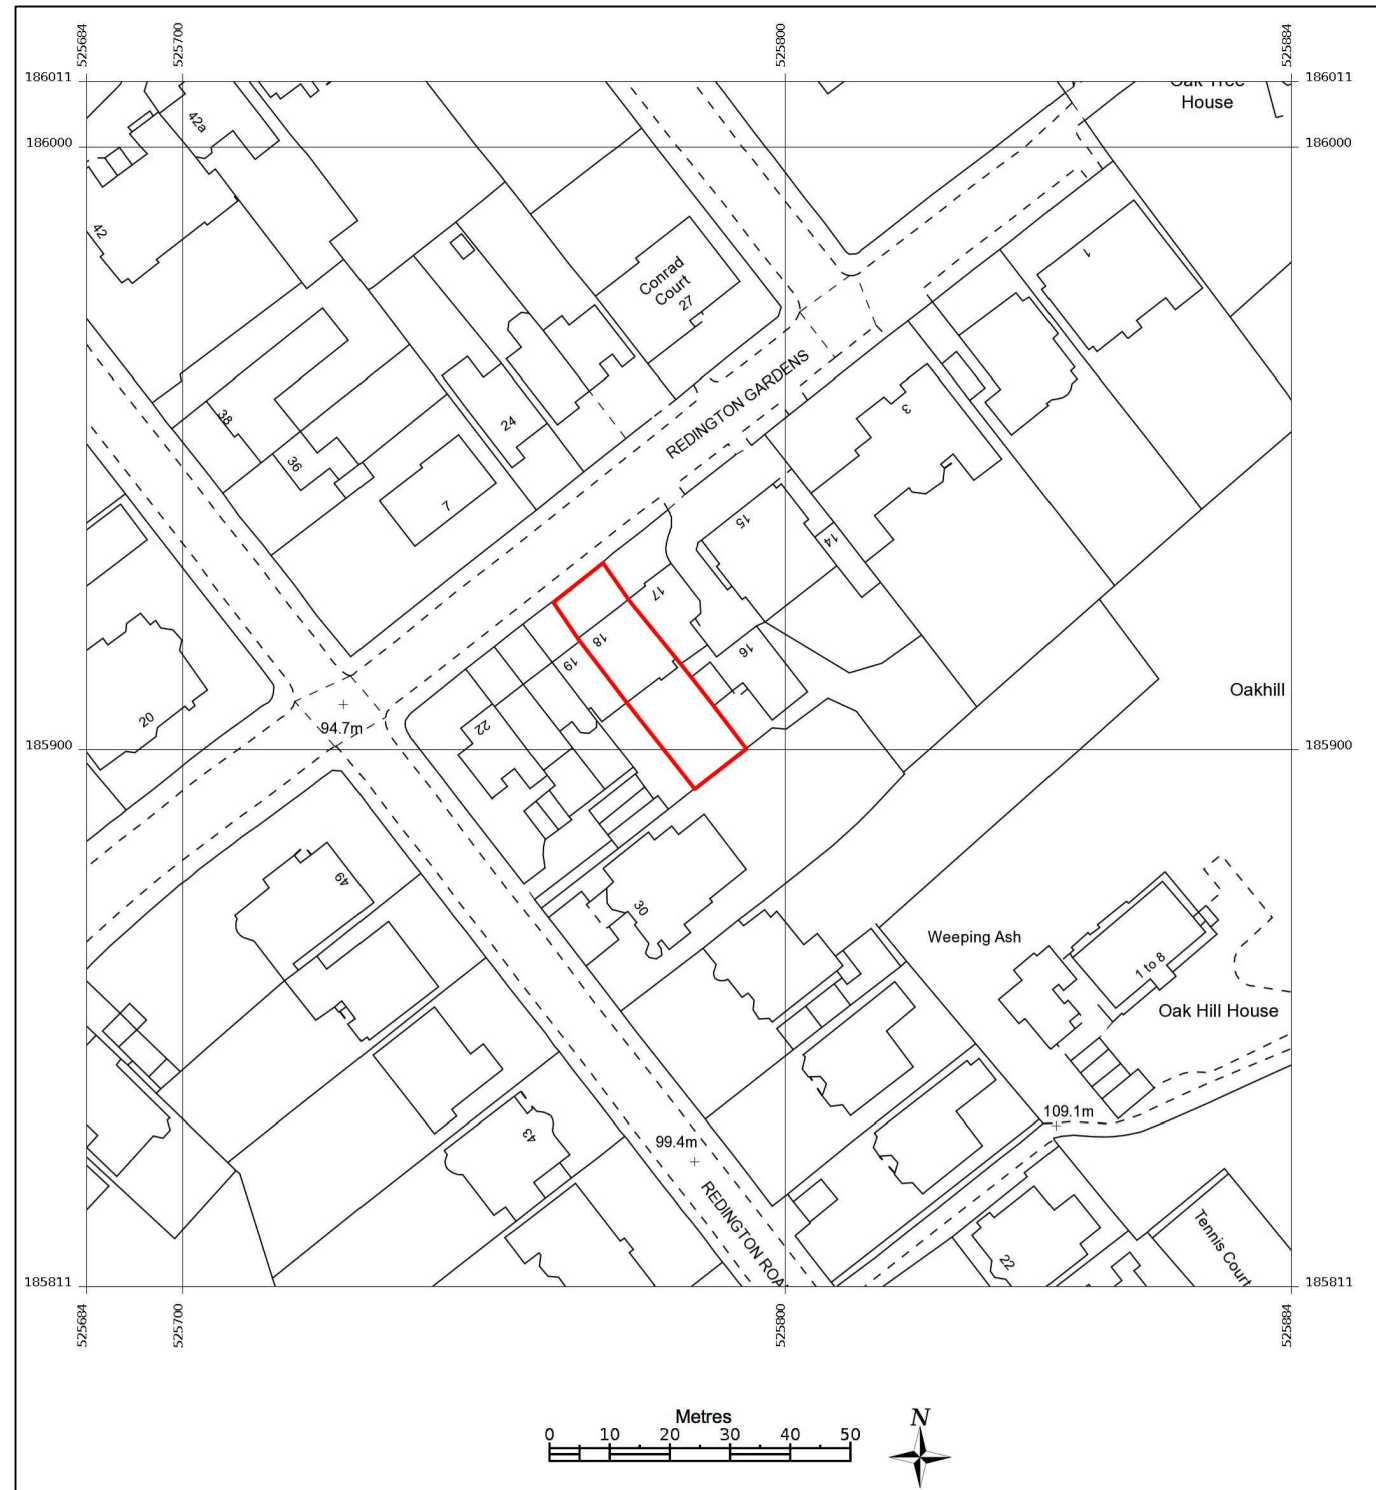 525684
525700
525800
525884
186011
186011
Oak Tree
House
42a
186000
186000
42
1
Conrad
Court
27
REDINGTON GARDENS
38
3
24
36
7
15
14
17
18
16
19
Oakhill
20
22
94.7m
185900
185900
49
30
Weeping Ash
1 to 8
Oak Hill House
109.1m
43
99.4m
REDINGTON ROA
Tennis Court
22
185811
185811
525684
525700
525800
525884
Metres
0 10 20 30 40 50
N